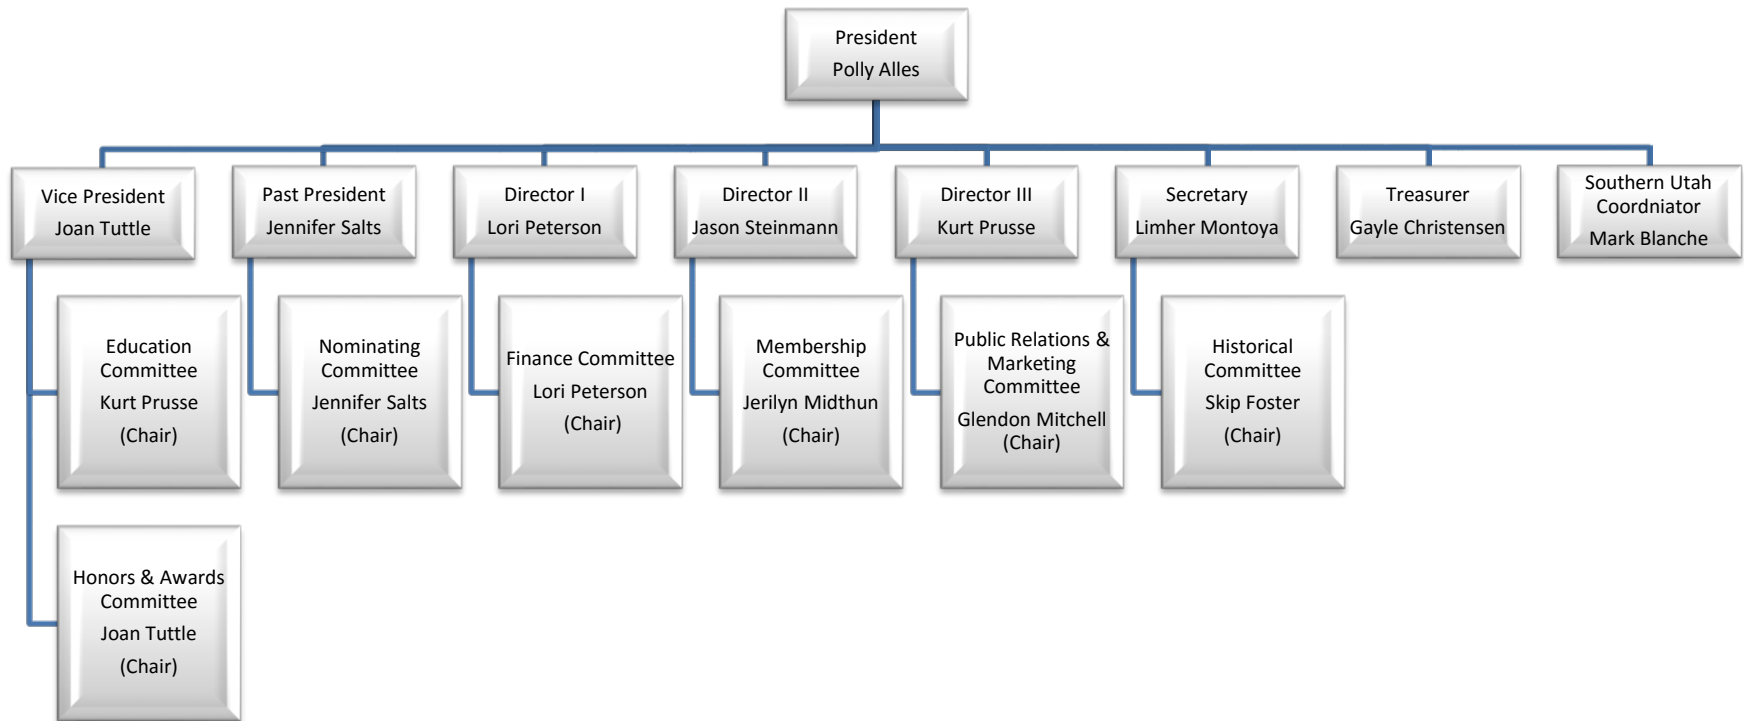 President
Polly Alles
Vice President
Joan Tuttle
Past President
Jennifer Salts
Director I
Lori Peterson
Director II
Jason Steinmann
Director III
Kurt Prusse
Secretary
Limher Montoya
Treasurer
Gayle Christensen
Southern Utah
Coordniator
Mark Blanche
Education
Committee
Kurt Prusse
(Chair)
Nominating
Committee
Jennifer Salts
(Chair)
Finance Committee
Lori Peterson
(Chair)
Membership
Committee
Jerilyn Midthun
(Chair)
Public Relations &
Marketing
Committee
Glendon Mitchell
(Chair)
Historical
Committee
Skip Foster
(Chair)
Honors & Awards
Committee
Joan Tuttle
(Chair)